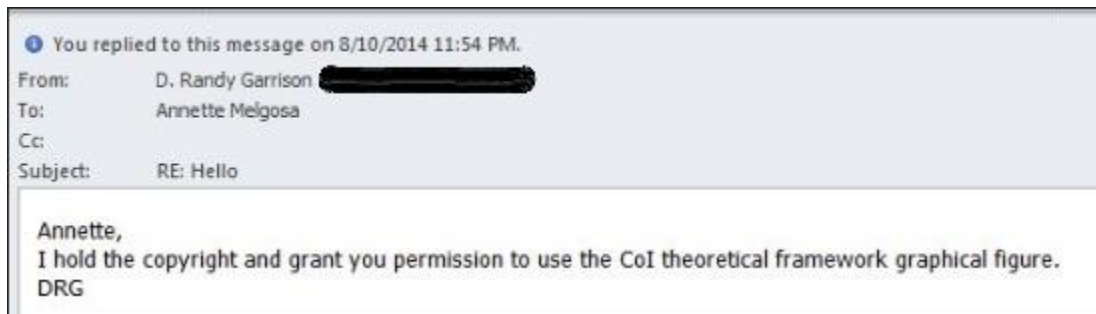 You replied to this message on 8/10/2014 11:54 PM.
From: D. Randy Garrison
To: Annette Melgosa
Cc:
Subject: RE: Hello
Annette,
I hold the copyright and grant you permission to use the CoI theoretical framework graphical figure.
DRG